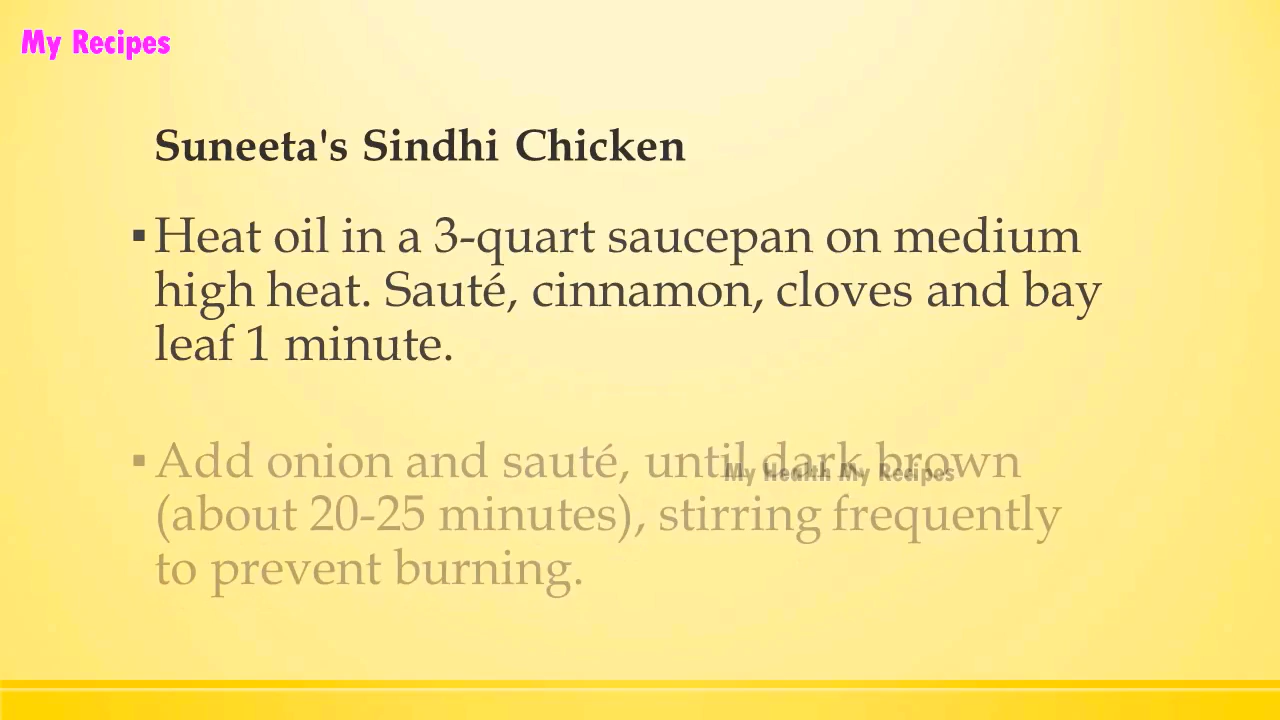 My Recipes
Suneeta's Sindhi Chicken
▪Heat oil in a 3-quart saucepan on medium
high heat. Sauté, cinnamon, cloves and bay
leaf 1 minute.
▪Add onion and sauté, until dark brown
My Health My Recipes
(about 20-25 minutes), stirring frequently
to prevent burning.